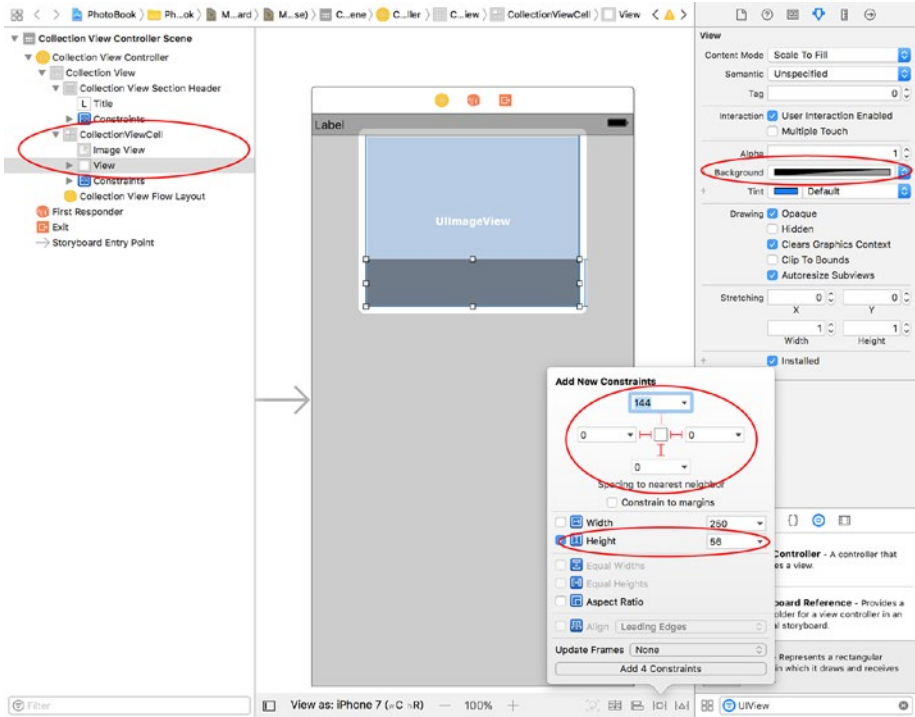 PhotoBook
Ph...ok
M...ard
M...se)
C...ene
C...ller
C...iew
CollectionViewCell
View
Collection View Controller Scene
Collection View Controller
Collection View
Collection View Section Header
L Title
Constraints
CollectionViewCell
Image View
View
Constraints
Collection View Flow Layout
First Responder
Exit
Storyboard Entry Point
Filter
Label
UIImageView
View as: iPhone 7 (wC hR)
100%
View
Content Mode Scale To Fill
Semantic Unspecified
Tag 0
Interaction User Interaction Enabled
Multiple Touch
Alpha 1
Background
Tint Default
Drawing Opaque
Hidden
Clears Graphics Context
Clip To Bounds
Autoresize Subviews
Stretching 0 0
X Y
1 1
Width Height
Installed
Add New Constraints
144
0 0
0
Spacing to nearest neighbor
Constrain to margins
Width 250
Height 56
Equal Widths
Equal Heights
Aspect Ratio
Align Leading Edges
Update Frames None
Add 4 Constraints
Controller - A controller that
es a view.
board Reference - Provides a
older for a view controller in an
al storyboard.
- Represents a rectangular
in which it draws and receives
UIView